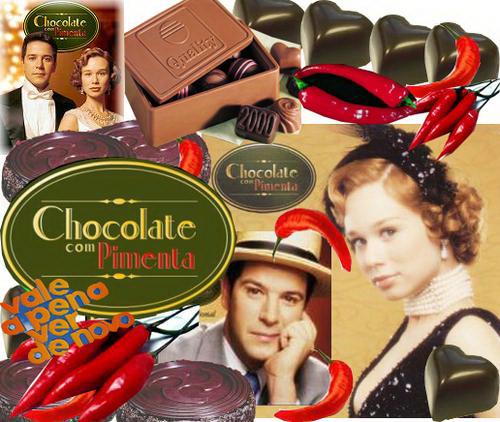 Chocolate
com Pimenta
Quality
2000
Chocolate
com Pimenta
Chocolate
com
Pimenta
vale
a pena
ver
de novo